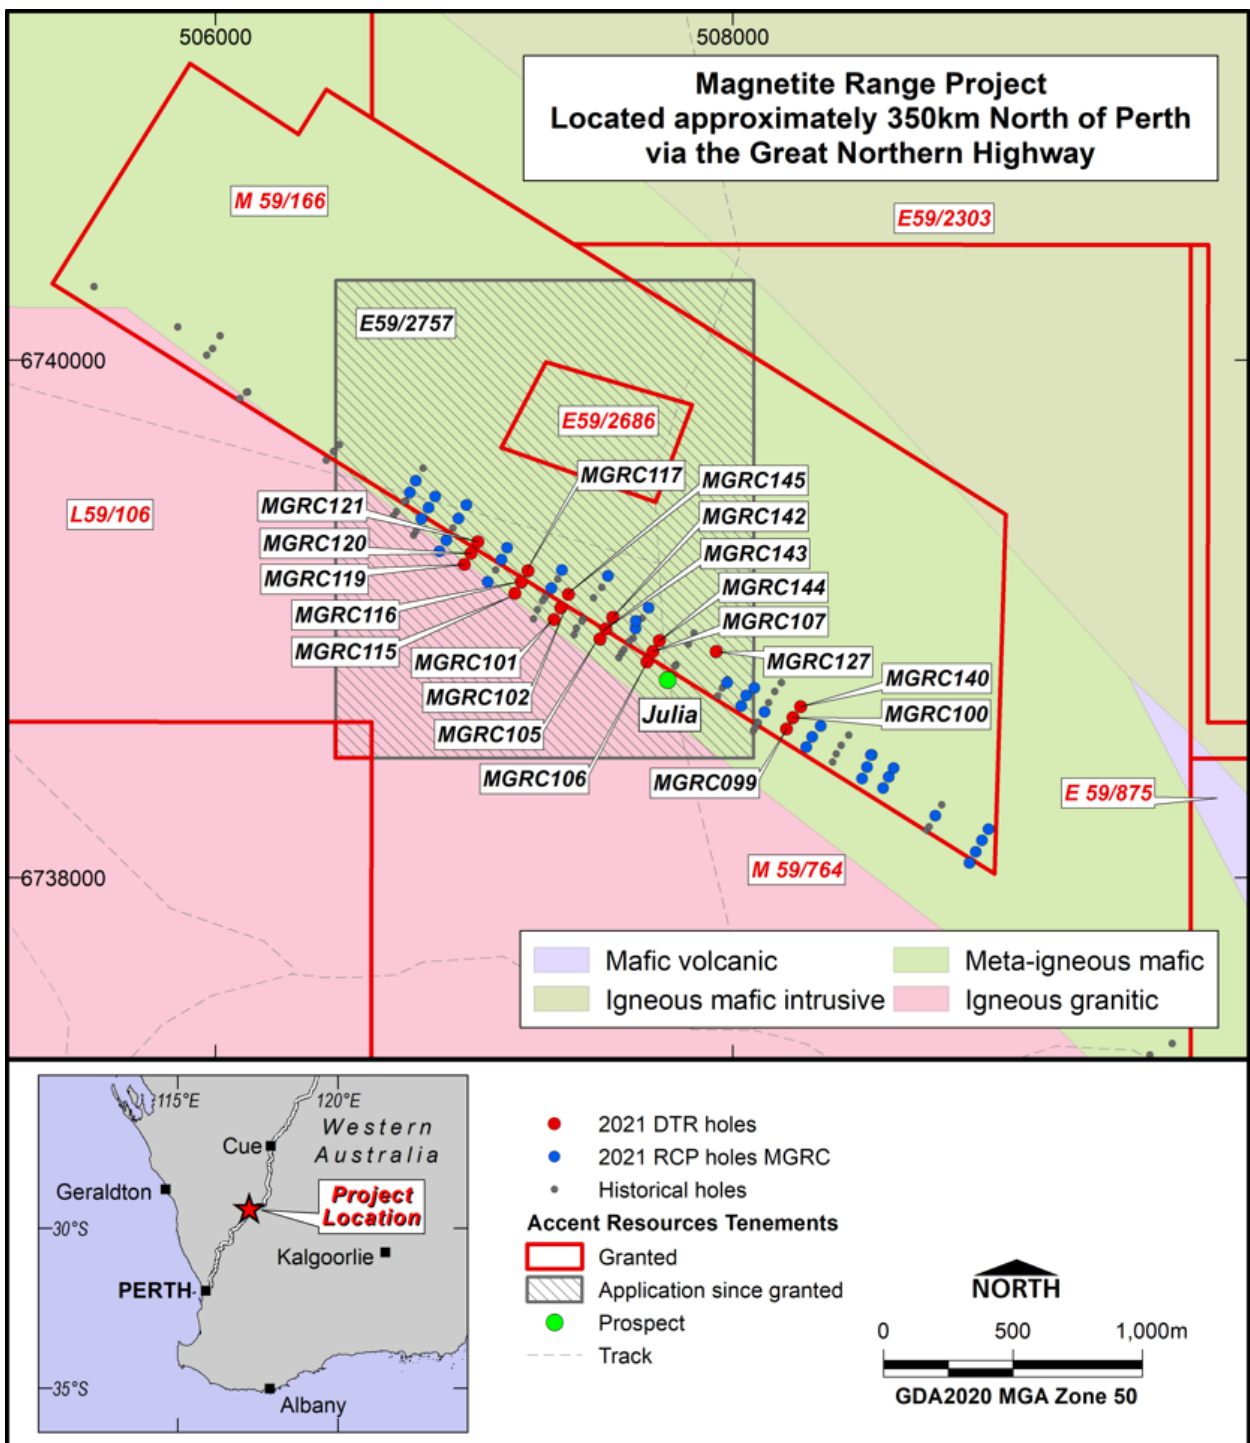 506000
508000
Magnetite Range Project
Located approximately 350km North of Perth
via the Great Northern Highway
M 59/166
E59/2303
E59/2757
6740000
E59/2686
MGRC117
MGRC145
L59/106
MGRC121
MGRC142
MGRC120
MGRC143
MGRC119
MGRC144
MGRC116
MGRC107
MGRC115
MGRC101
MGRC127
MGRC102
MGRC140
Julia
MGRC100
MGRC105
MGRC106
MGRC099
E 59/875
M 59/764
6738000
Mafic volcanic
Meta-igneous mafic
Igneous mafic intrusive
Igneous granitic
115°E
120°E
Western
Australia
Cue
Geraldton
Project
Location
30°S
Kalgoorlie
PERTH
35°S
Albany
2021 DTR holes
2021 RCP holes MGRC
Historical holes
Accent Resources Tenements
Granted
Application since granted
Prospect
Track
NORTH
0 500 1,000m
GDA2020 MGA Zone 50